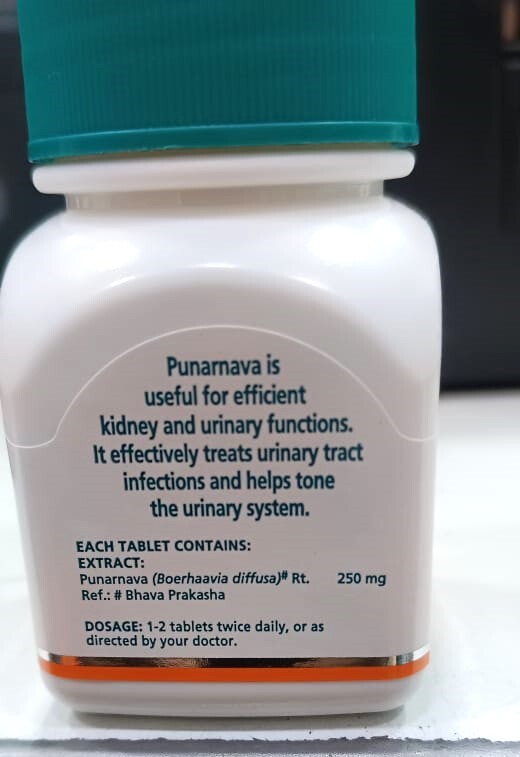 Punarnava is
useful for efficient
kidney and urinary functions.
It effectively treats urinary tract
infections and helps tone
the urinary system.
EACH TABLET CONTAINS:
EXTRACT:
Punarnava (Boerhaavia diffusa)# Rt. 250 mg
Ref.: # Bhava Prakasha
DOSAGE: 1-2 tablets twice daily, or as
directed by your doctor.